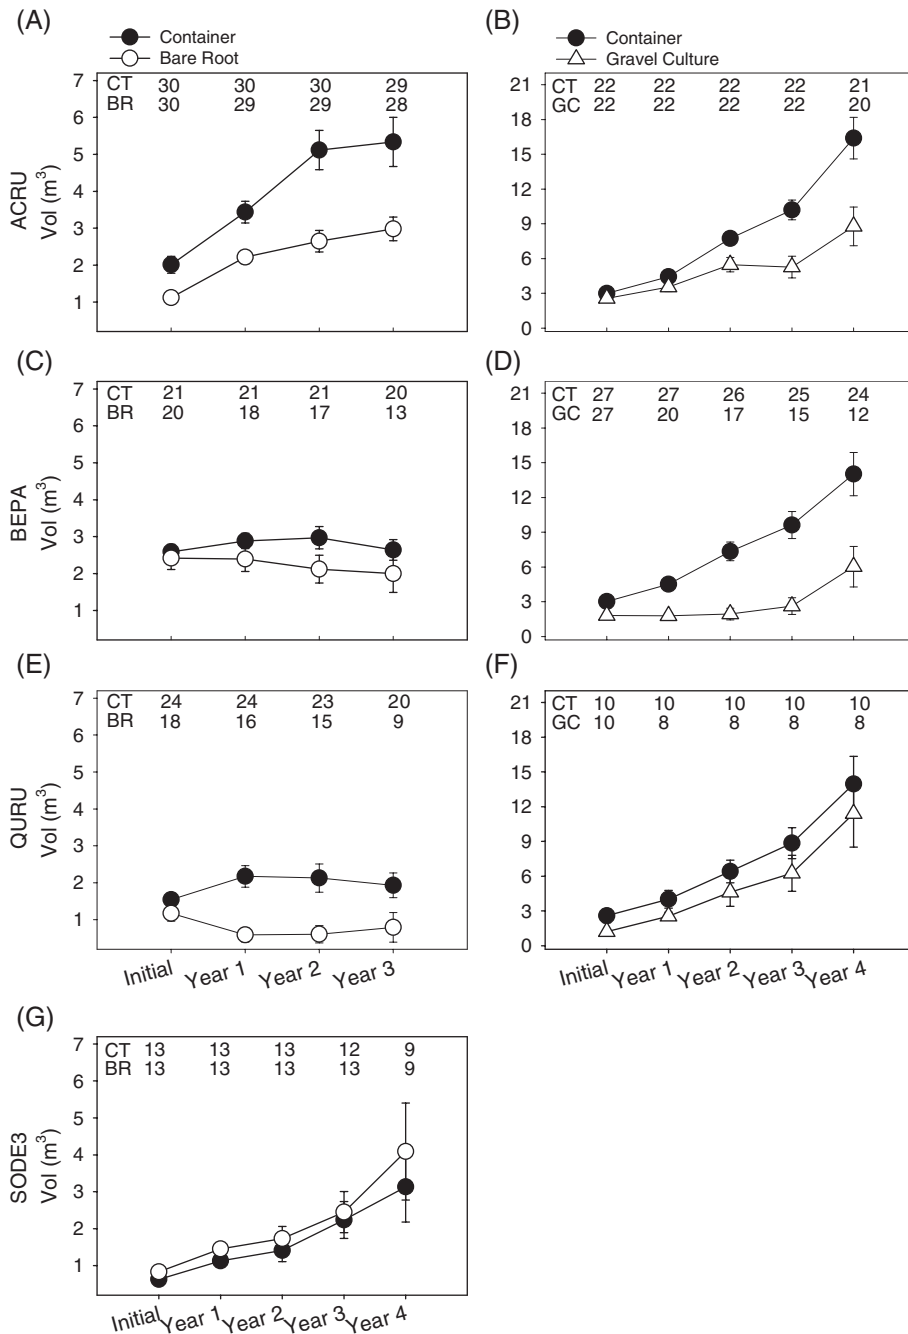 (A)
Container
Bare Root
7
6
5
4
3
2
1
ACRU
Vol (m³)
CT 30 30 30 29
BR 30 29 29 28
(B)
Container
Gravel Culture
21
18
15
12
9
6
3
0
CT 22 22 22 22 21
GC 22 22 22 22 20
(C)
7
6
5
4
3
2
1
BEPA
Vol (m³)
CT 21 21 21 20
BR 20 18 17 13
(D)
21
18
15
12
9
6
3
0
CT 27 27 26 25 24
GC 27 20 17 15 12
(E)
7
6
5
4
3
2
1
QURU
Vol (m³)
CT 24 24 23 20
BR 18 16 15 9
Initial Year 1 Year 2 Year 3
(F)
21
18
15
12
9
6
3
0
CT 10 10 10 10 10
GC 10 8 8 8 8
Initial Year 1 Year 2 Year 3 Year 4
(G)
7
6
5
4
3
2
1
SODE3
Vol (m³)
CT 13 13 13 12 9
BR 13 13 13 13 9
Initial Year 1 Year 2 Year 3 Year 4